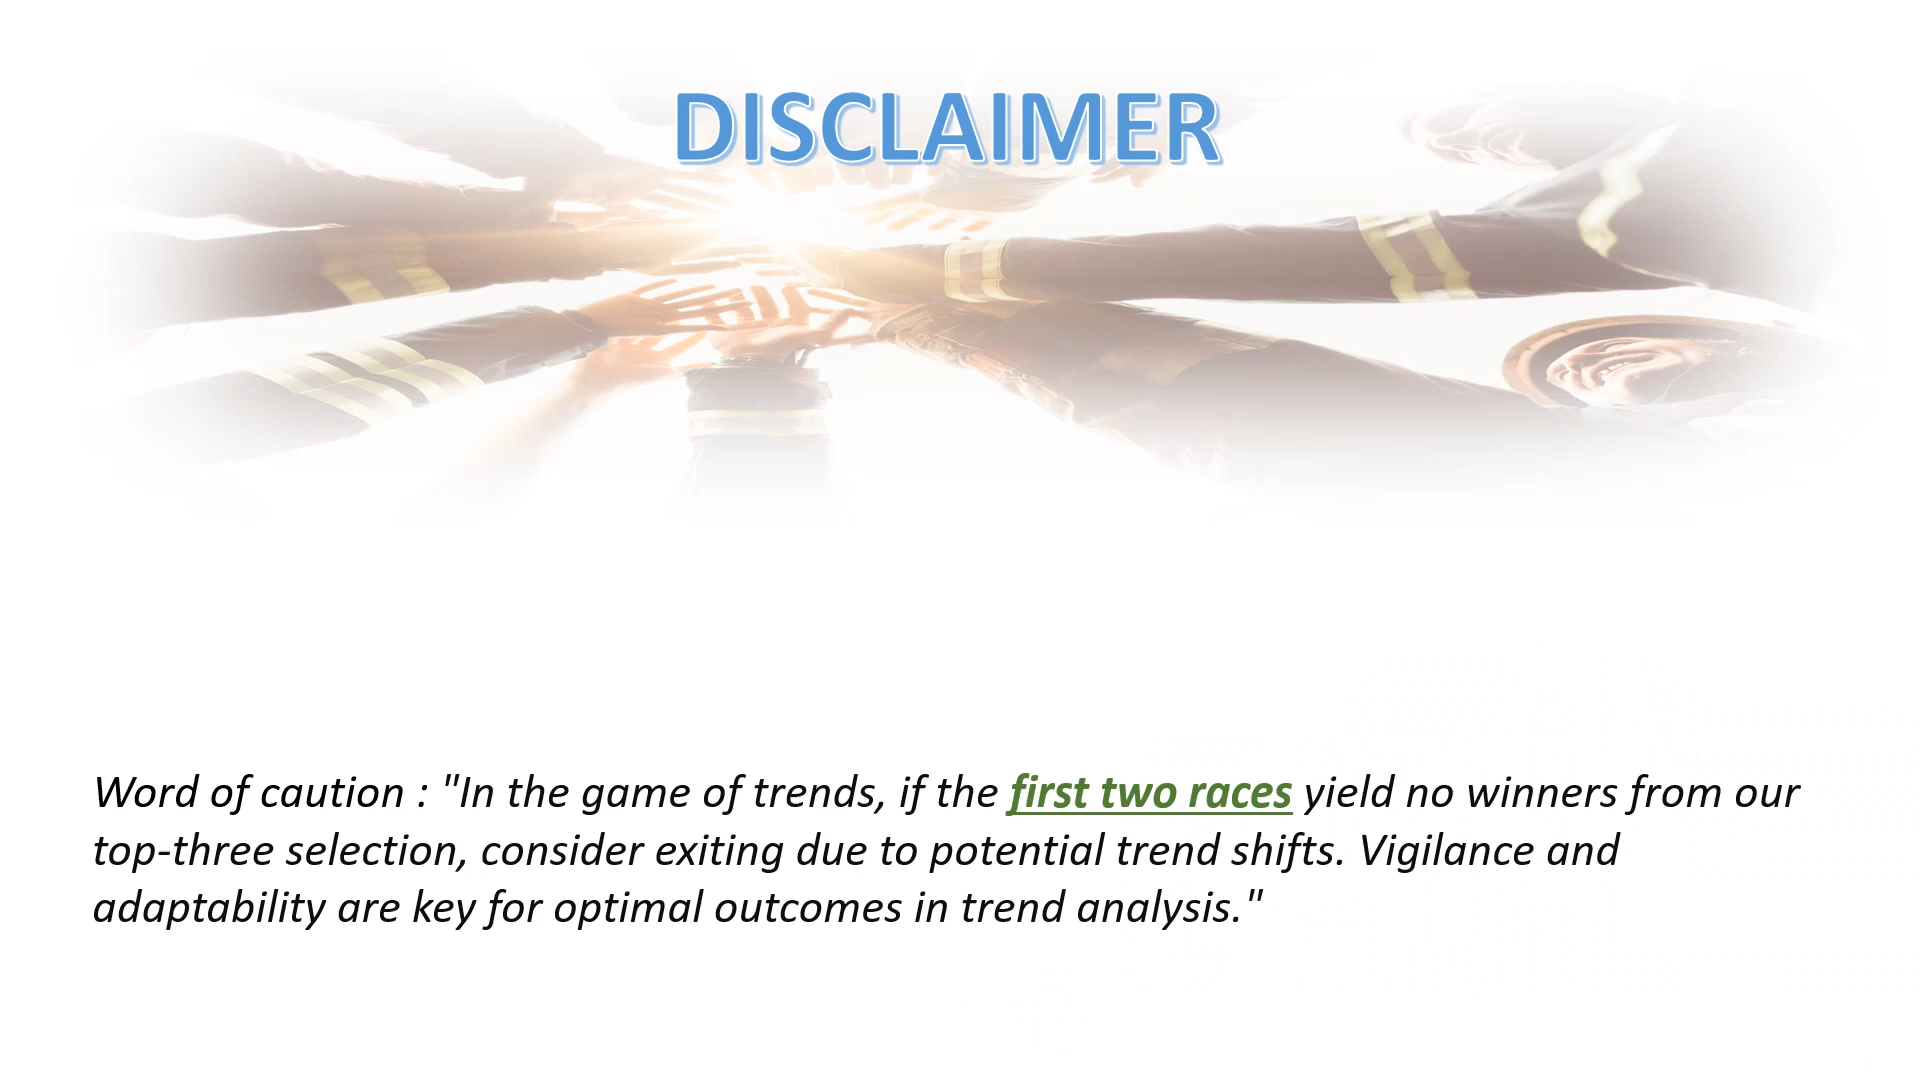 DISCLAIMER
Word of caution : "In the game of trends, if the first two races yield no winners from our
top-three selection, consider exiting due to potential trend shifts. Vigilance and
adaptability are key for optimal outcomes in trend analysis."